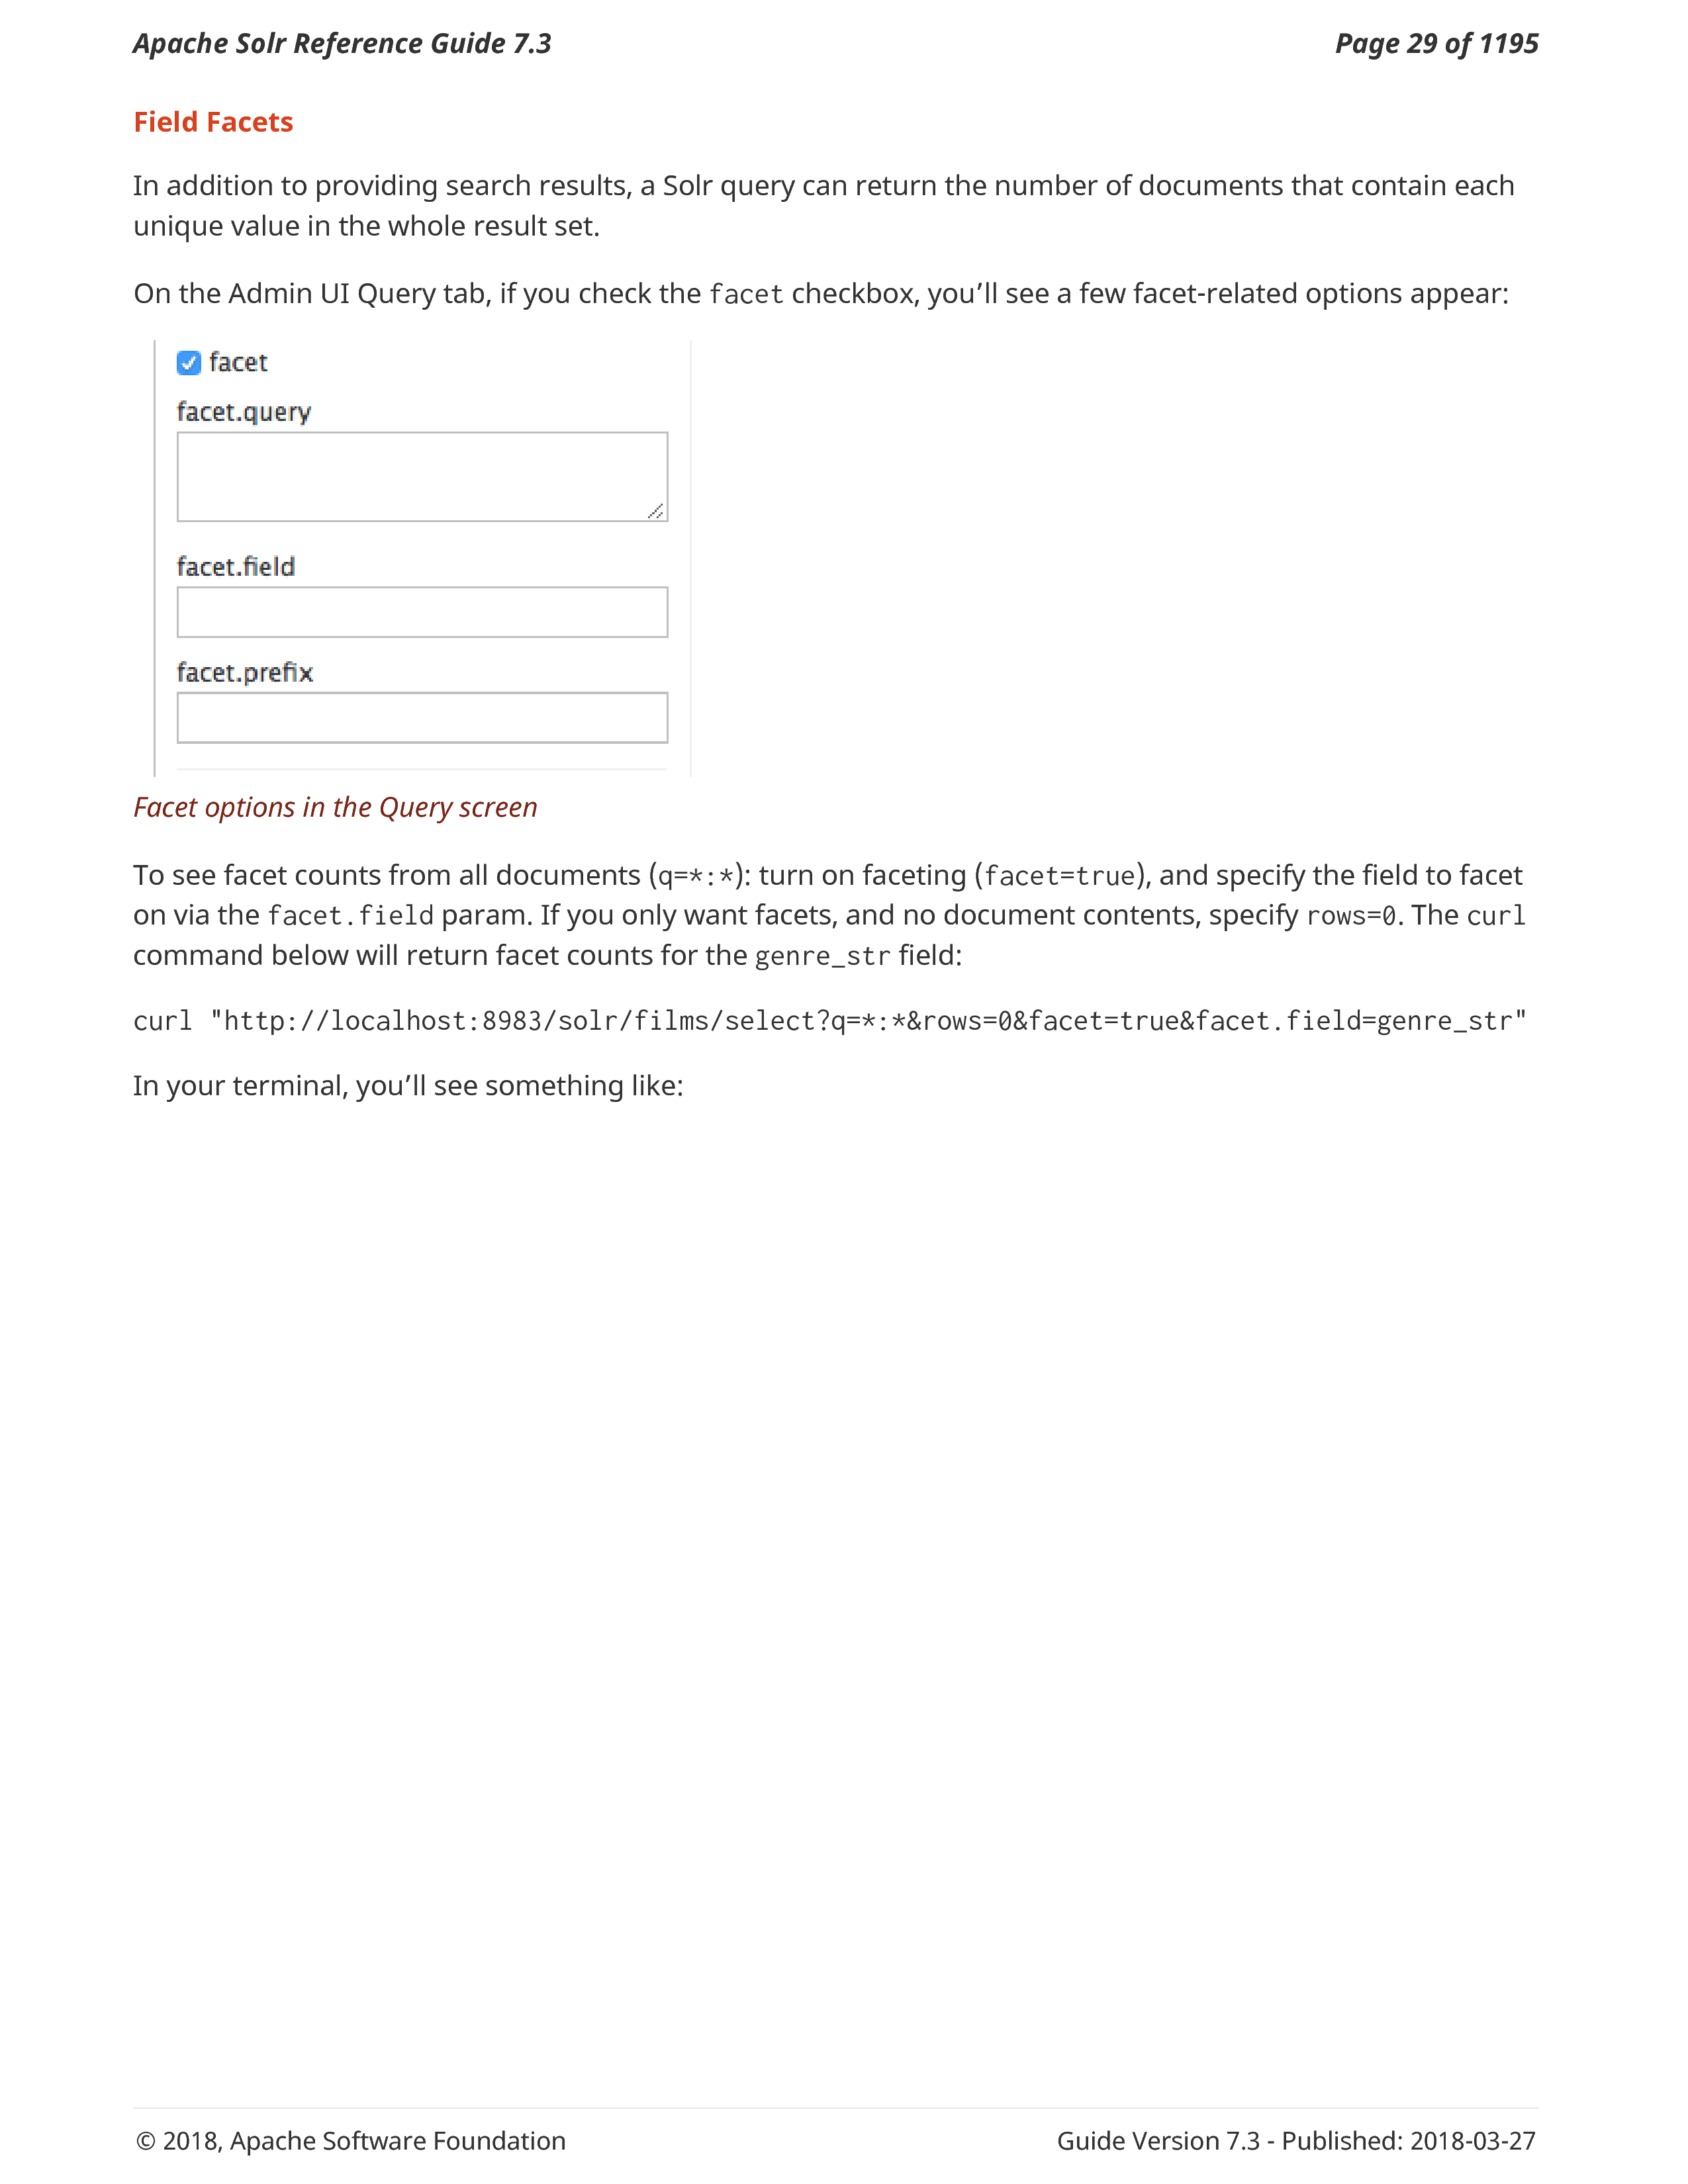 Apache Solr Reference Guide 7.3 Page 29 of 1195
Field Facets
In addition to providing search results, a Solr query can return the number of documents that contain each
unique value in the whole result set.
On the Admin UI Query tab, if you check the facet checkbox, you’ll see a few facet-related options appear:
facet
facet.query
facet.field
facet.prefix
Facet options in the Query screen
To see facet counts from all documents (q=*:*): turn on faceting (facet=true), and specify the field to facet
on via the facet.field param. If you only want facets, and no document contents, specify rows=0. The curl
command below will return facet counts for the genre_str field:
curl "http://localhost:8983/solr/films/select?q=*:*&rows=0&facet=true&facet.field=genre_str"
In your terminal, you’ll see something like:
© 2018, Apache Software Foundation Guide Version 7.3 - Published: 2018-03-27